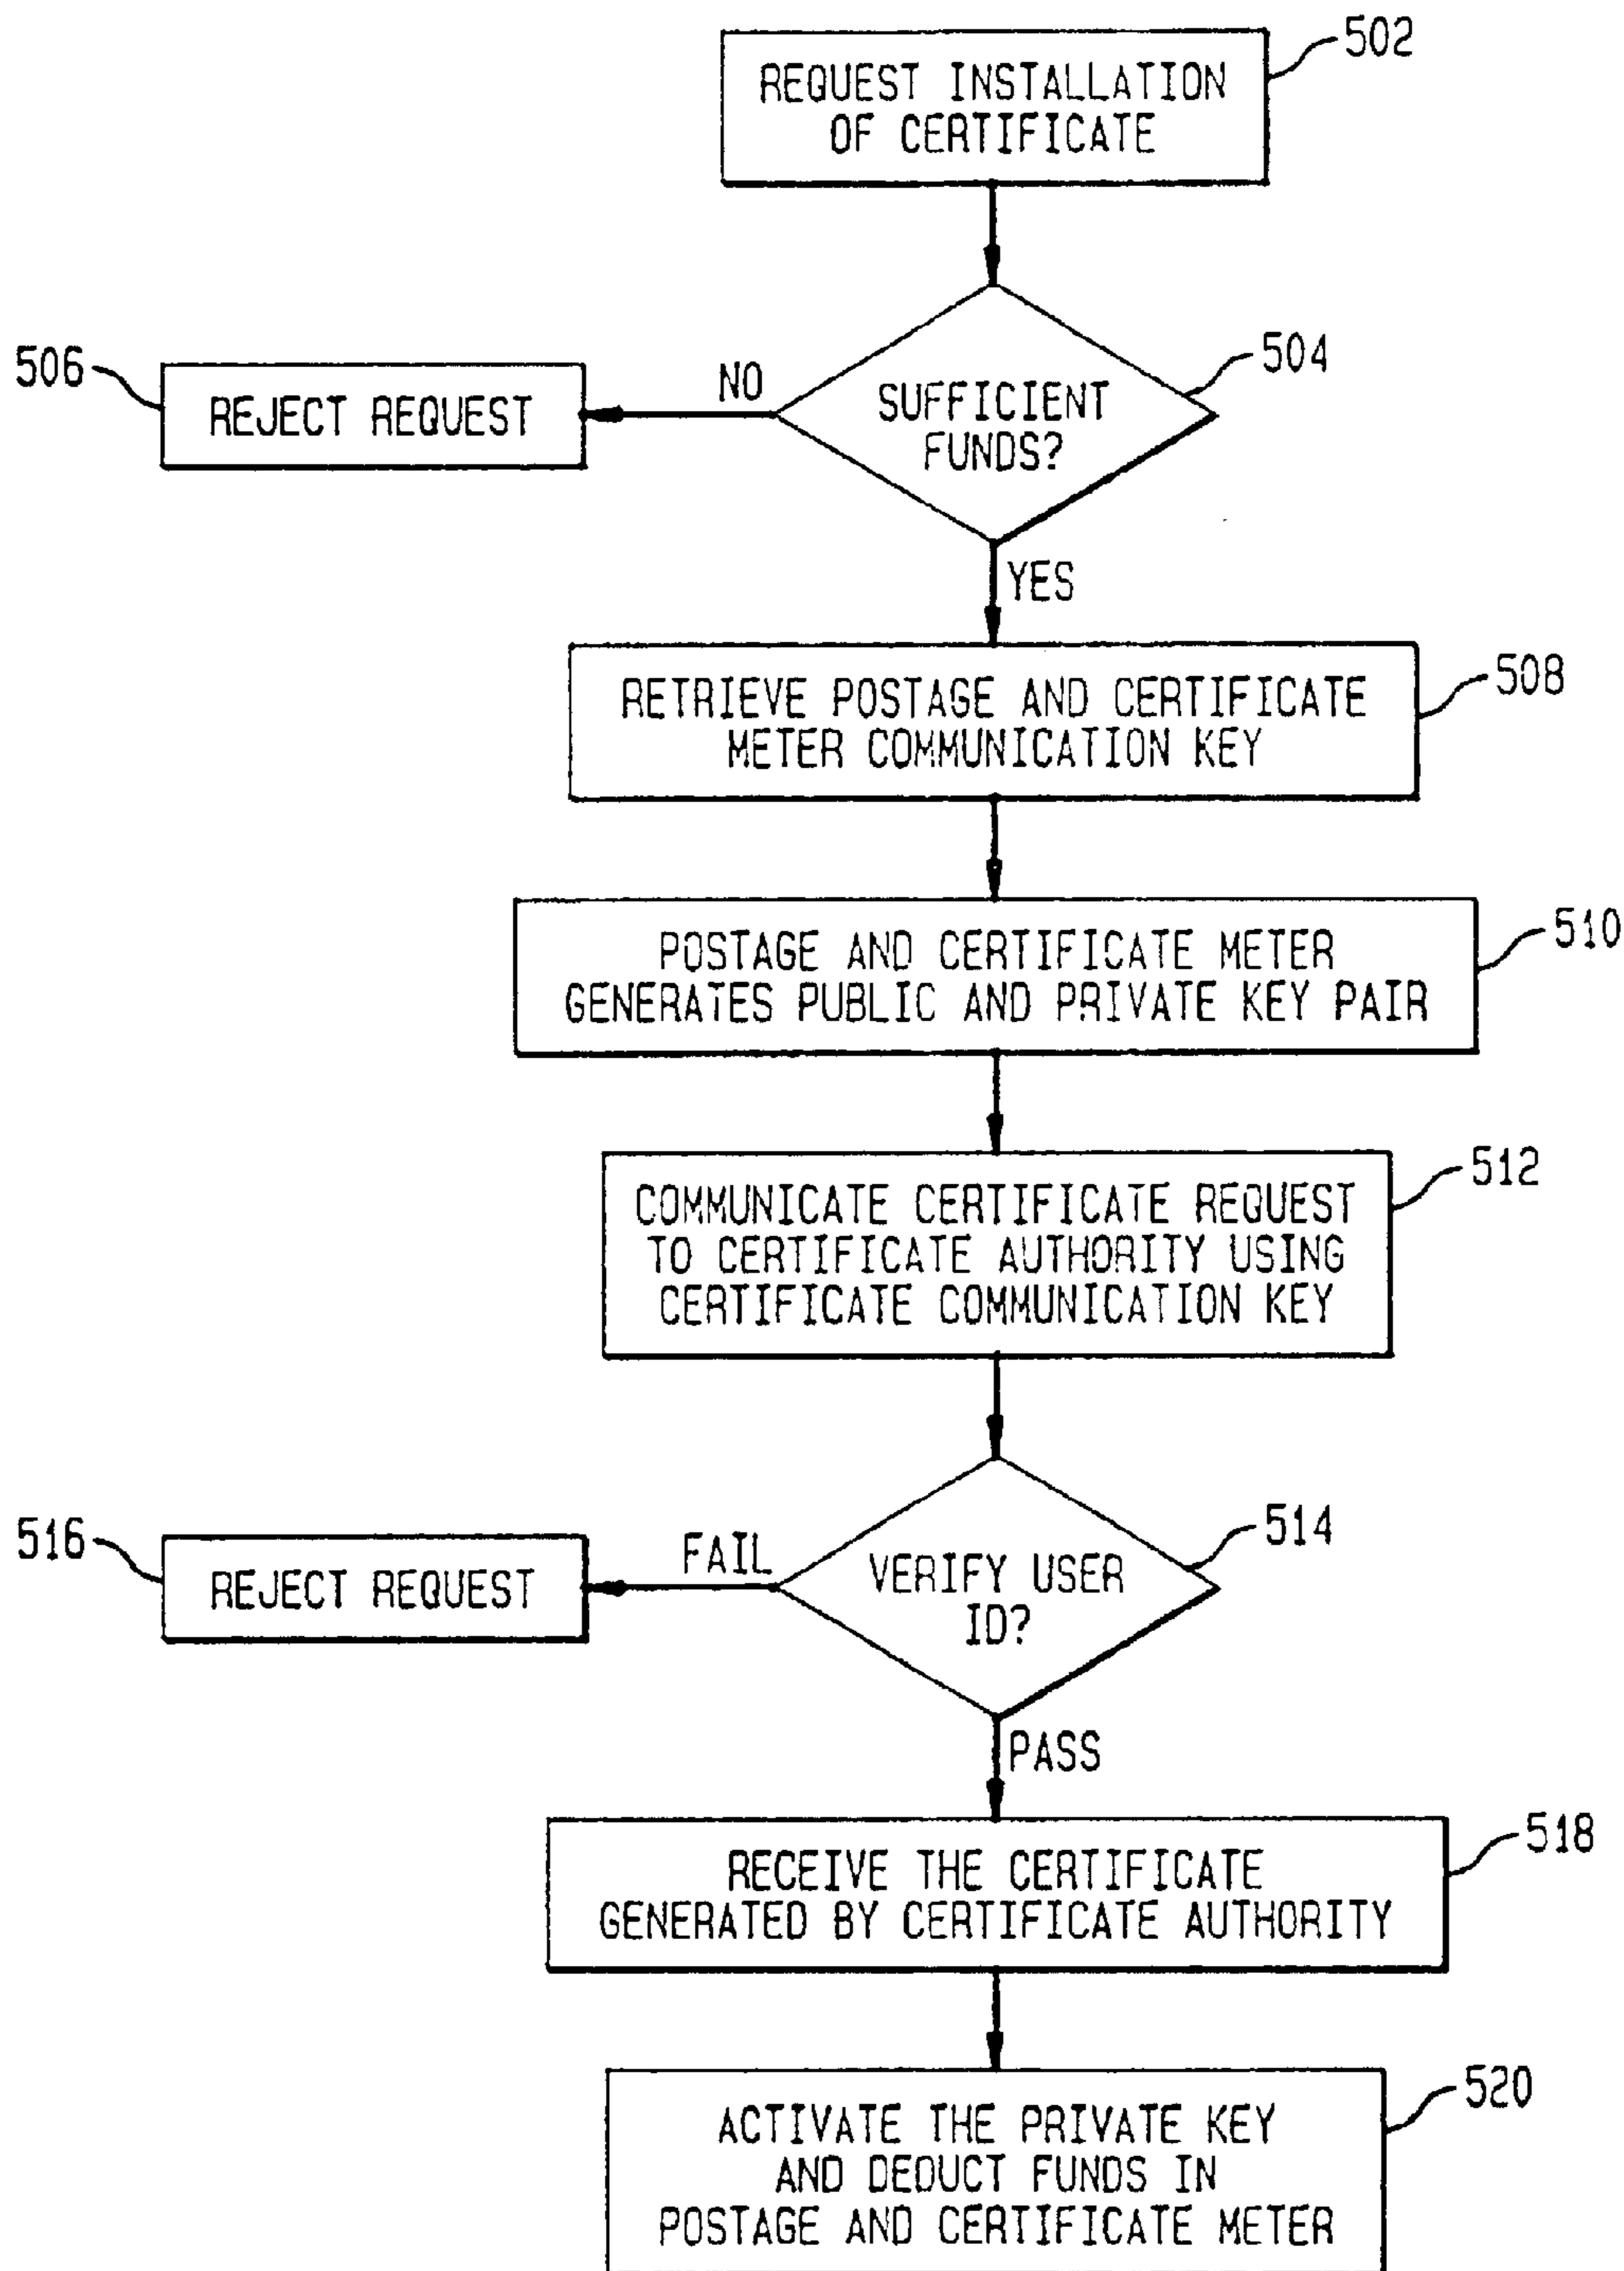 502
REQUEST INSTALLATION
OF CERTIFICATE
504
SUFFICIENT
FUNDS?
NO
506
REJECT REQUEST
YES
508
RETRIEVE POSTAGE AND CERTIFICATE
METER COMMUNICATION KEY
510
POSTAGE AND CERTIFICATE METER
GENERATES PUBLIC AND PRIVATE KEY PAIR
512
COMMUNICATE CERTIFICATE REQUEST
TO CERTIFICATE AUTHORITY USING
CERTIFICATE COMMUNICATION KEY
514
VERIFY USER
ID?
FAIL
516
REJECT REQUEST
PASS
518
RECEIVE THE CERTIFICATE
GENERATED BY CERTIFICATE AUTHORITY
520
ACTIVATE THE PRIVATE KEY
AND DEDUCT FUNDS IN
POSTAGE AND CERTIFICATE METER